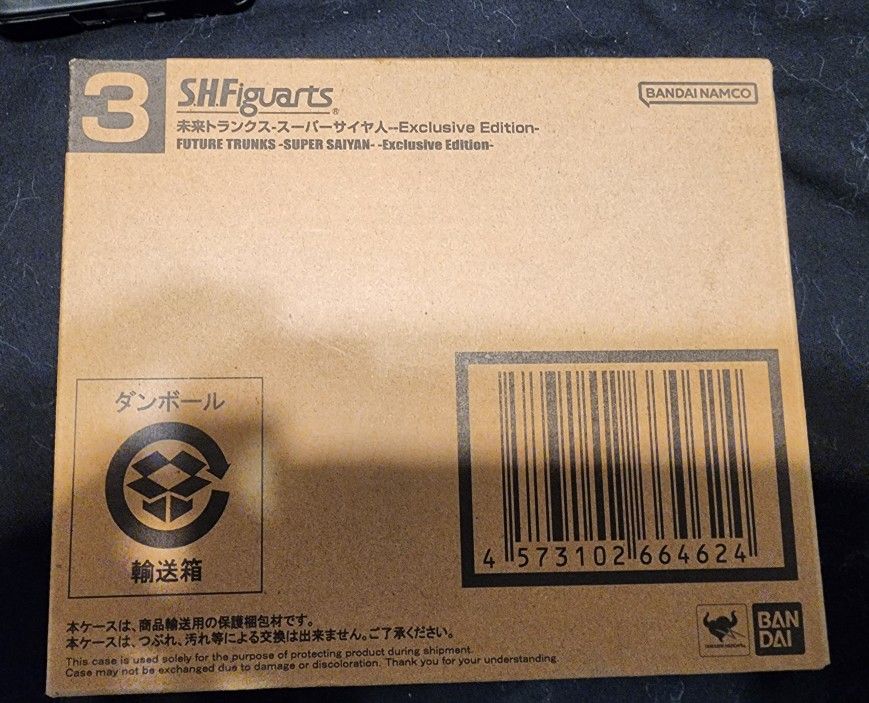 3
S.H.Figuarts®
BANDAI NAMCO
未来トランクス-スーパーサイヤ人--Exclusive Edition-
FUTURE TRUNKS -SUPER SAIYAN- -Exclusive Edition-
ダンボール
輸送箱
4 573102 664624
本ケースは、商品輸送用の保護梱包材です。
本ケースは、つぶれ、汚れ等による交換は出来ません。ご了承ください。
This case is used solely for the purpose of protecting product during shipment.
Case may not be exchanged due to damage or discoloration. Thank you for your understanding.
BAN
DAI